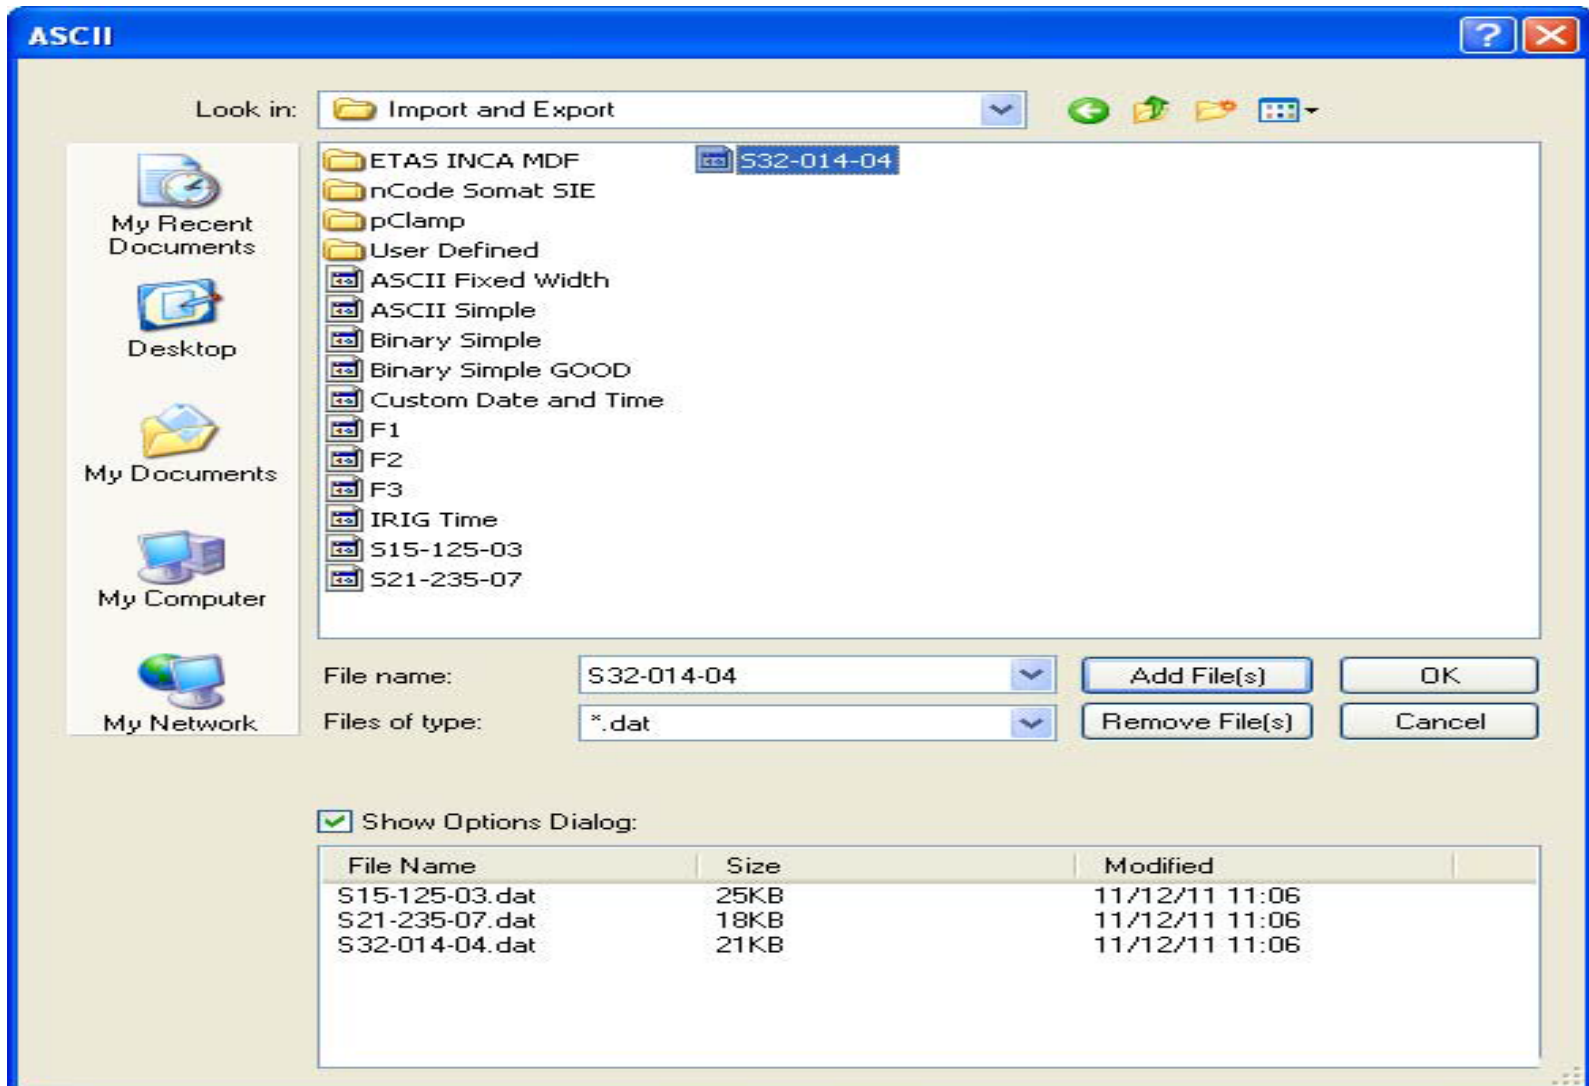 ASCII
Look in: Import and Export
My Recent
Documents
Desktop
My Documents
My Computer
My Network
ETAS INCA MDF
nCode Somat SIE
pClamp
User Defined
ASCII Fixed Width
ASCII Simple
Binary Simple
Binary Simple GOOD
Custom Date and Time
F1
F2
F3
IRIG Time
S15-125-03
S21-235-07
S32-014-04
File name: S32-014-04 Add File(s) OK
Files of type: *.dat Remove File(s) Cancel
Show Options Dialog:
File Name Size Modified
S15-125-03.dat 25KB 11/12/11 11:06
S21-235-07.dat 18KB 11/12/11 11:06
S32-014-04.dat 21KB 11/12/11 11:06